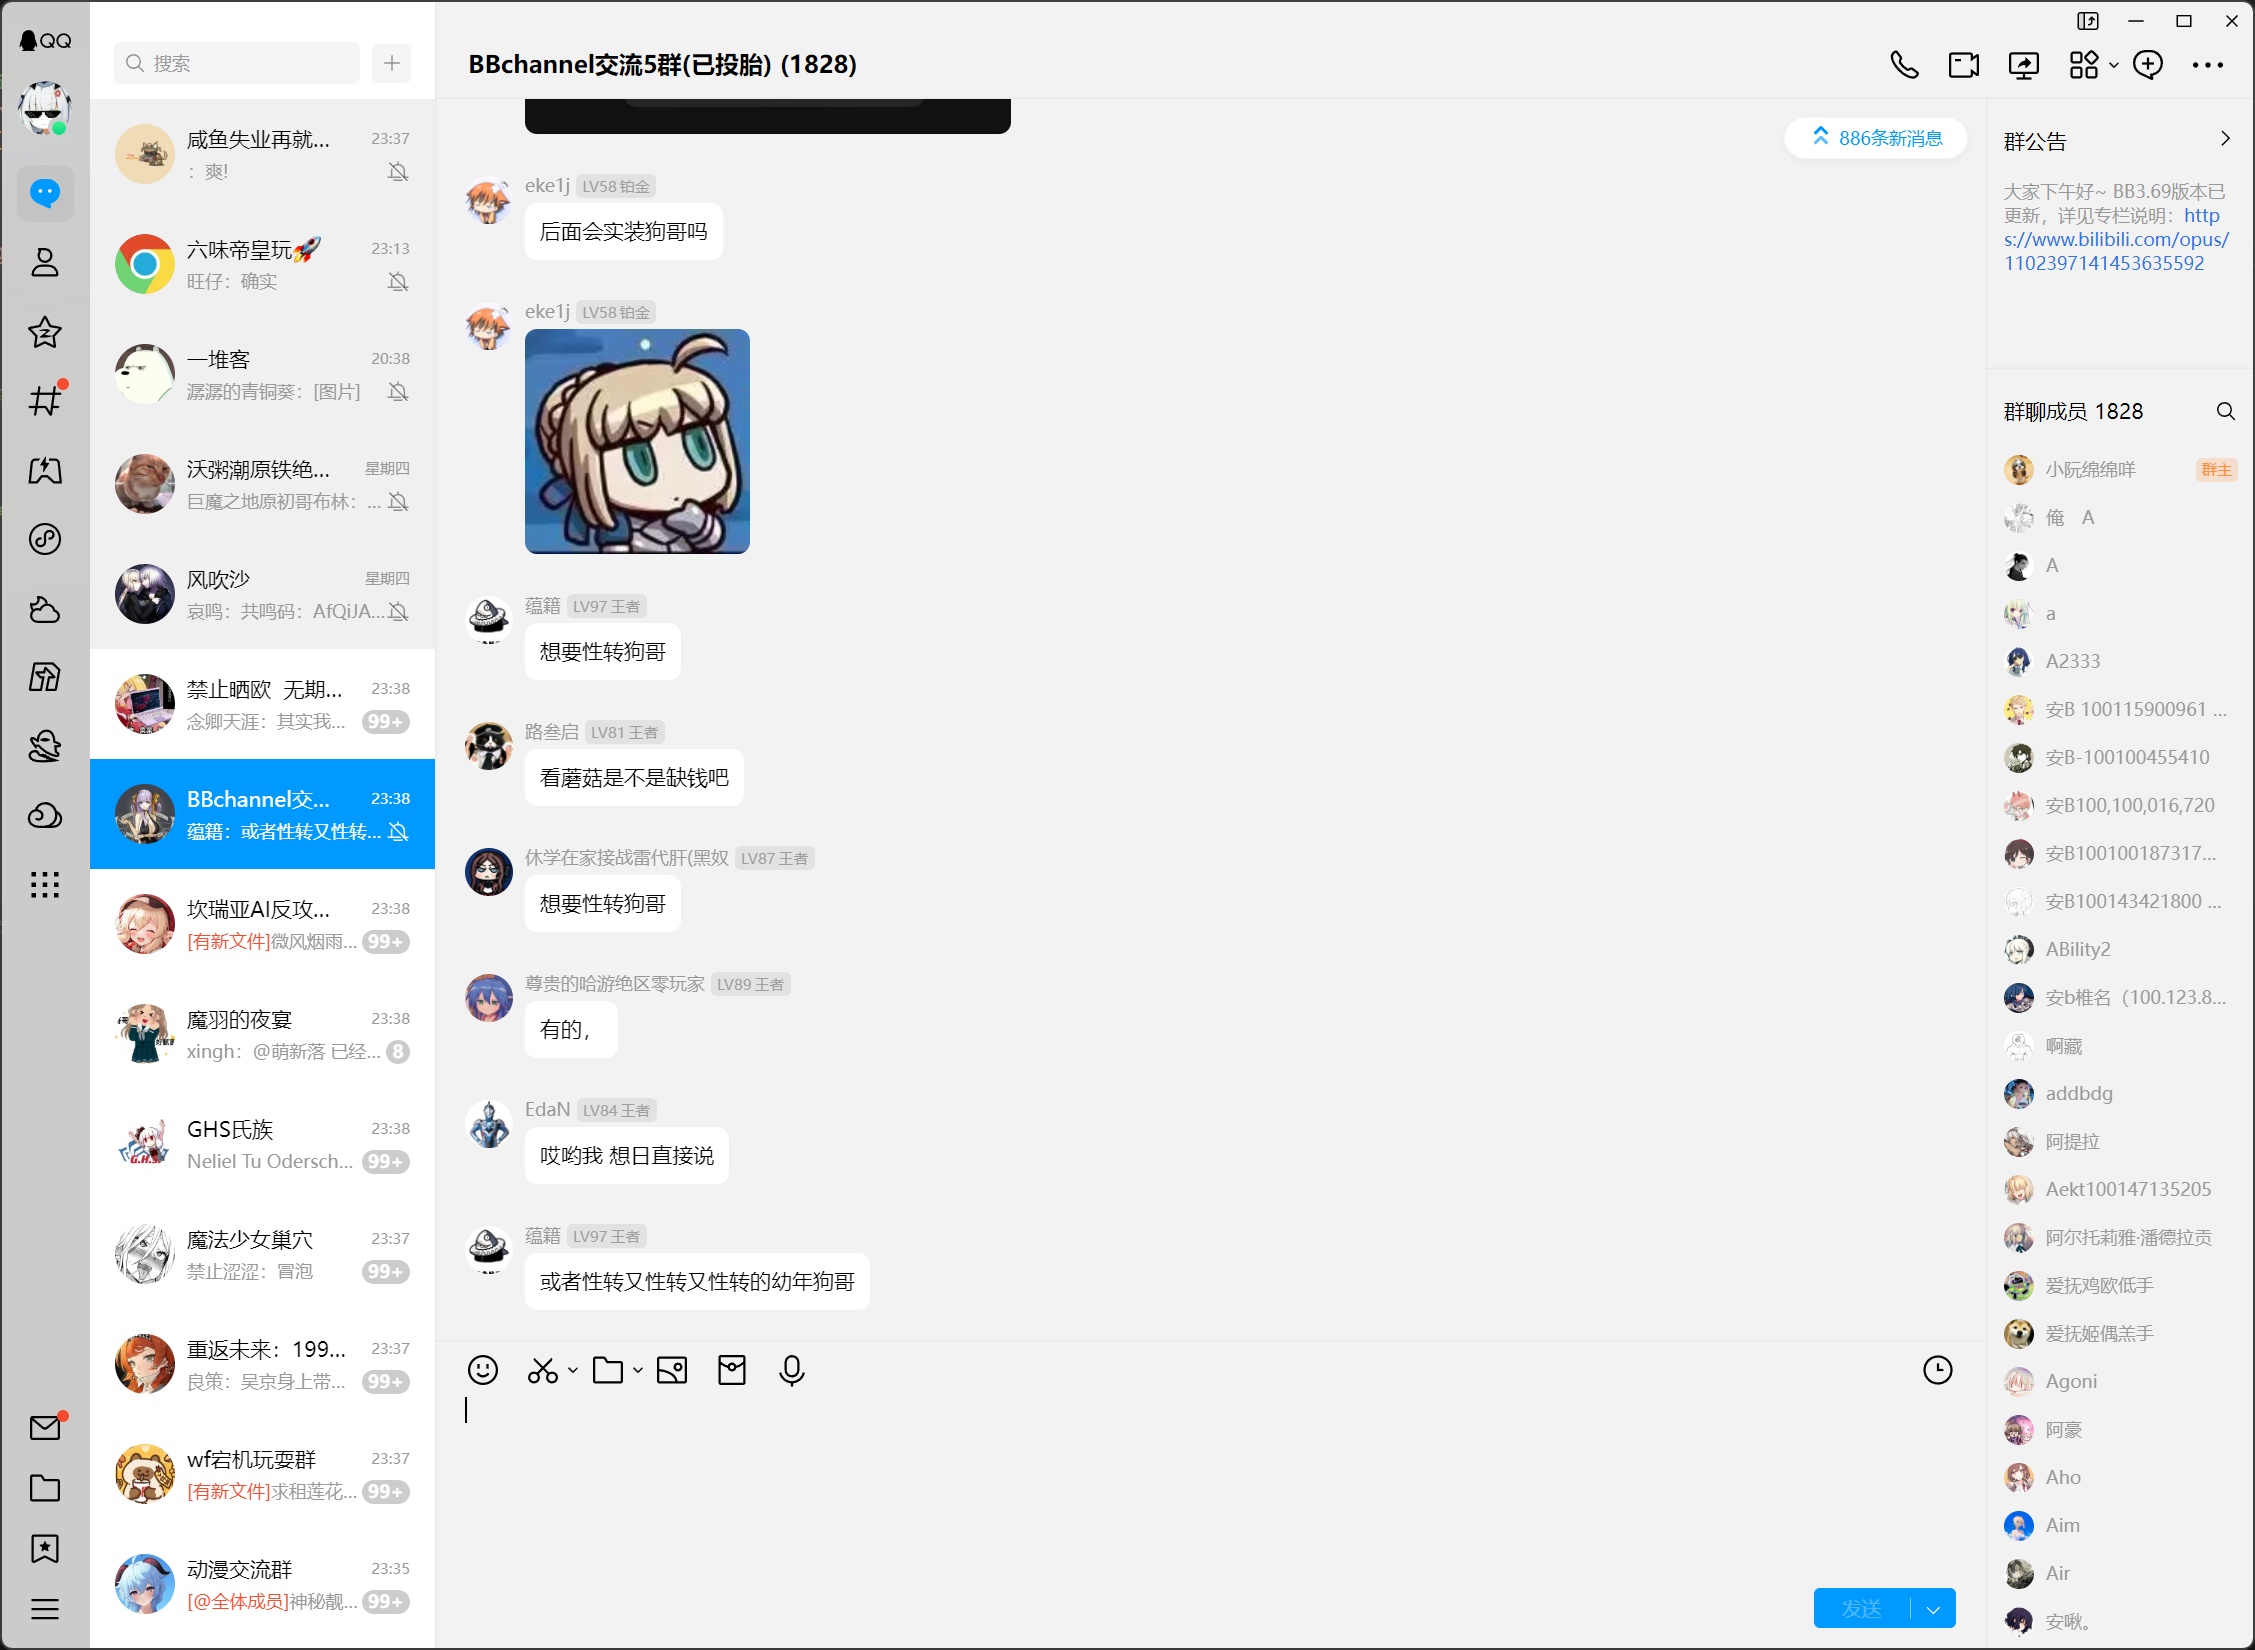 QQ
搜索
咸鱼失业再就...
23:37
：爽!
六味帝皇玩🚀
23:13
旺仔：确实
一堆客
20:38
潺潺的青铜葵：[图片]
沃粥潮原铁绝...
星期四
巨魔之地原初哥布林：...
风吹沙
星期四
哀鸣：共鸣码：AfQiJA...
禁止晒欧 无期...
23:38
念卿天涯：其实我...
99+
BBchannel交...
23:38
蕴籍：或者性转又性转...
坎瑞亚AI反攻...
23:38
[有新文件]微风烟雨...
99+
魔羽的夜宴
23:38
xingh：@萌新落 已经...
8
GHS氏族
23:38
Neliel Tu Odersch...
99+
魔法少女巢穴
23:37
禁止涩涩：冒泡
99+
重返未来：199...
23:37
良策：吴京身上带...
99+
wf宕机玩耍群
23:37
[有新文件]求租莲花...
99+
动漫交流群
23:35
[@全体成员]神秘靓...
99+
BBchannel交流5群(已投胎) (1828)
886条新消息
eke1j LV58 铂金
后面会实装狗哥吗
eke1j LV58 铂金
蕴籍 LV97 王者
想要性转狗哥
路叁启 LV81 王者
看蘑菇是不是缺钱吧
休学在家接战雷代肝(黑奴 LV87 王者
想要性转狗哥
尊贵的哈游绝区零玩家 LV89 王者
有的，
EdaN LV84 王者
哎哟我 想日直接说
蕴籍 LV97 王者
或者性转又性转又性转的幼年狗哥
发送
群公告
大家下午好~ BB3.69版本已
更新，详见专栏说明：http
s://www.bilibili.com/opus/
1102397141453635592
群聊成员 1828
小阮绵绵咩 群主
俺 A
A
a
A2333
安B 100115900961 ...
安B-100100455410
安B100,100,016,720
安B100100187317...
安B100143421800 ...
ABility2
安b椎名（100.123.8...
啊藏
addbdg
阿提拉
Aekt100147135205
阿尔托莉雅·潘德拉贡
爱抚鸡欧低手
爱抚姬偶羔手
Agoni
阿豪
Aho
Aim
Air
安啾。